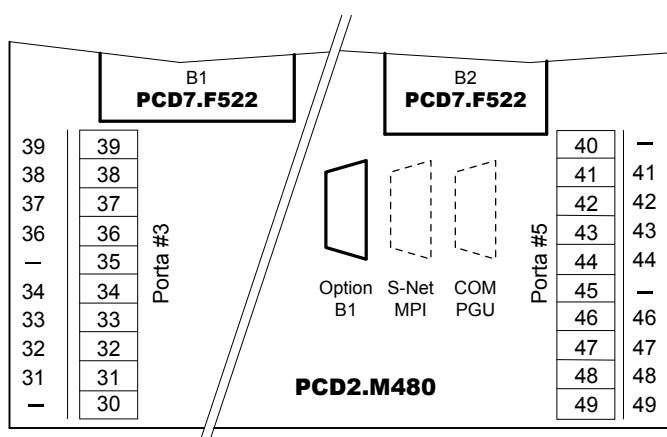 B1
PCD7.F522
B2
PCD7.F522
39 39
38 38
37 37
36 36
— 35
34 34
33 33
32 32
31 31
— 30
Porta #3
Option
B1
S-Net
MPI
COM
PGU
Porta #5
40 —
41 41
42 42
43 43
44 44
45 —
46 46
47 47
48 48
49 49
PCD2.M480